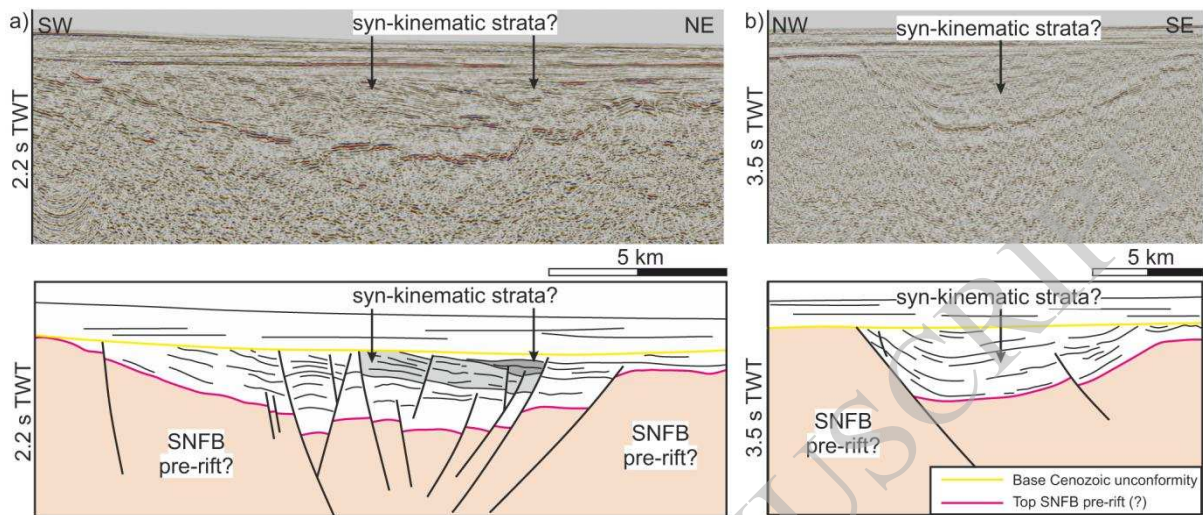 a)
SW
syn-kinematic strata?
NE
2.2 s TWT
5 km
syn-kinematic strata?
2.2 s TWT
SNFB
pre-rift?
SNFB
pre-rift?
b)
NW
syn-kinematic strata?
SE
3.5 s TWT
5 km
syn-kinematic strata?
3.5 s TWT
SNFB
pre-rift?
Base Cenozoic unconformity
Top SNFB pre-rift (?)
USCRIPT